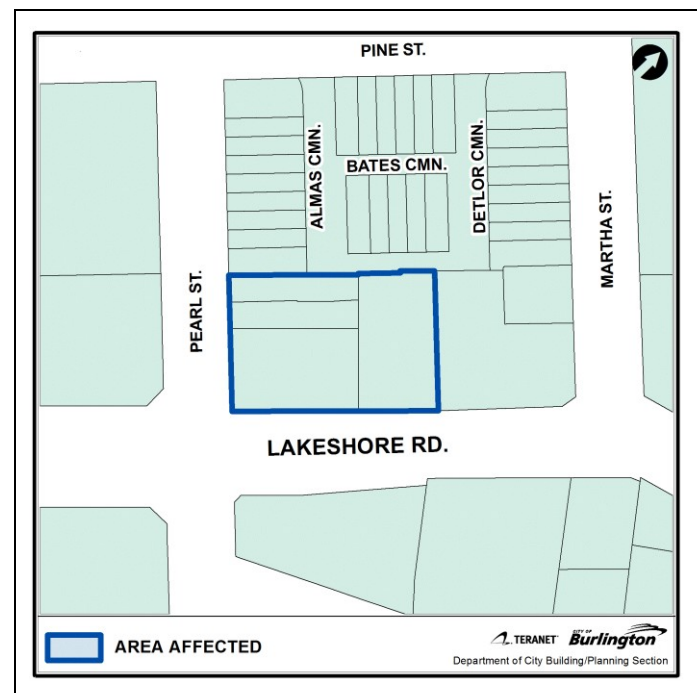 PINE ST.
ALMAS CMN.
BATES CMN.
DETLOR CMN.
MARTHA ST.
PEARL ST.
LAKESHORE RD.
AREA AFFECTED
TERANET
CITY OF
Burlington
Department of City Building/Planning Section